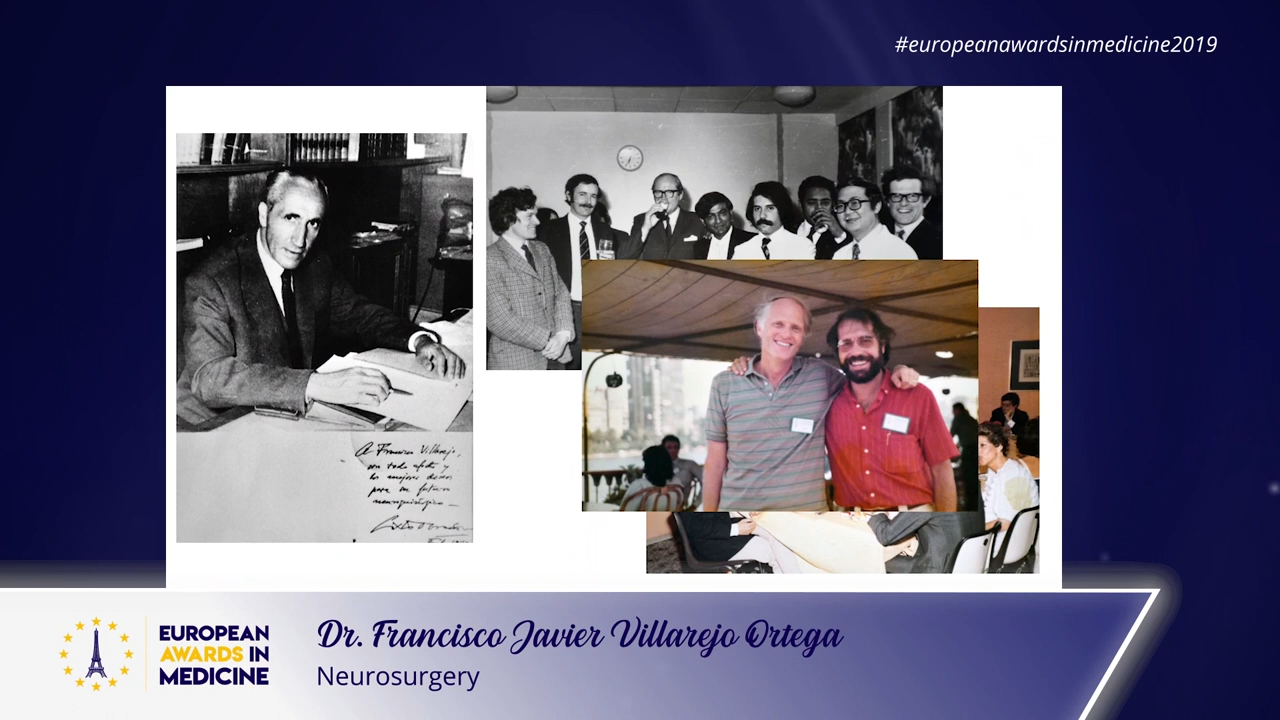 #europeanawardsinmedicine2019
A Francisco Villarejo,
con todo afecto y
los mejores deseos
para su futuro
neuroquirúrgico
EUROPEAN
AWARDS IN
MEDICINE
Dr. Francisco Javier Villarejo Ortega
Neurosurgery